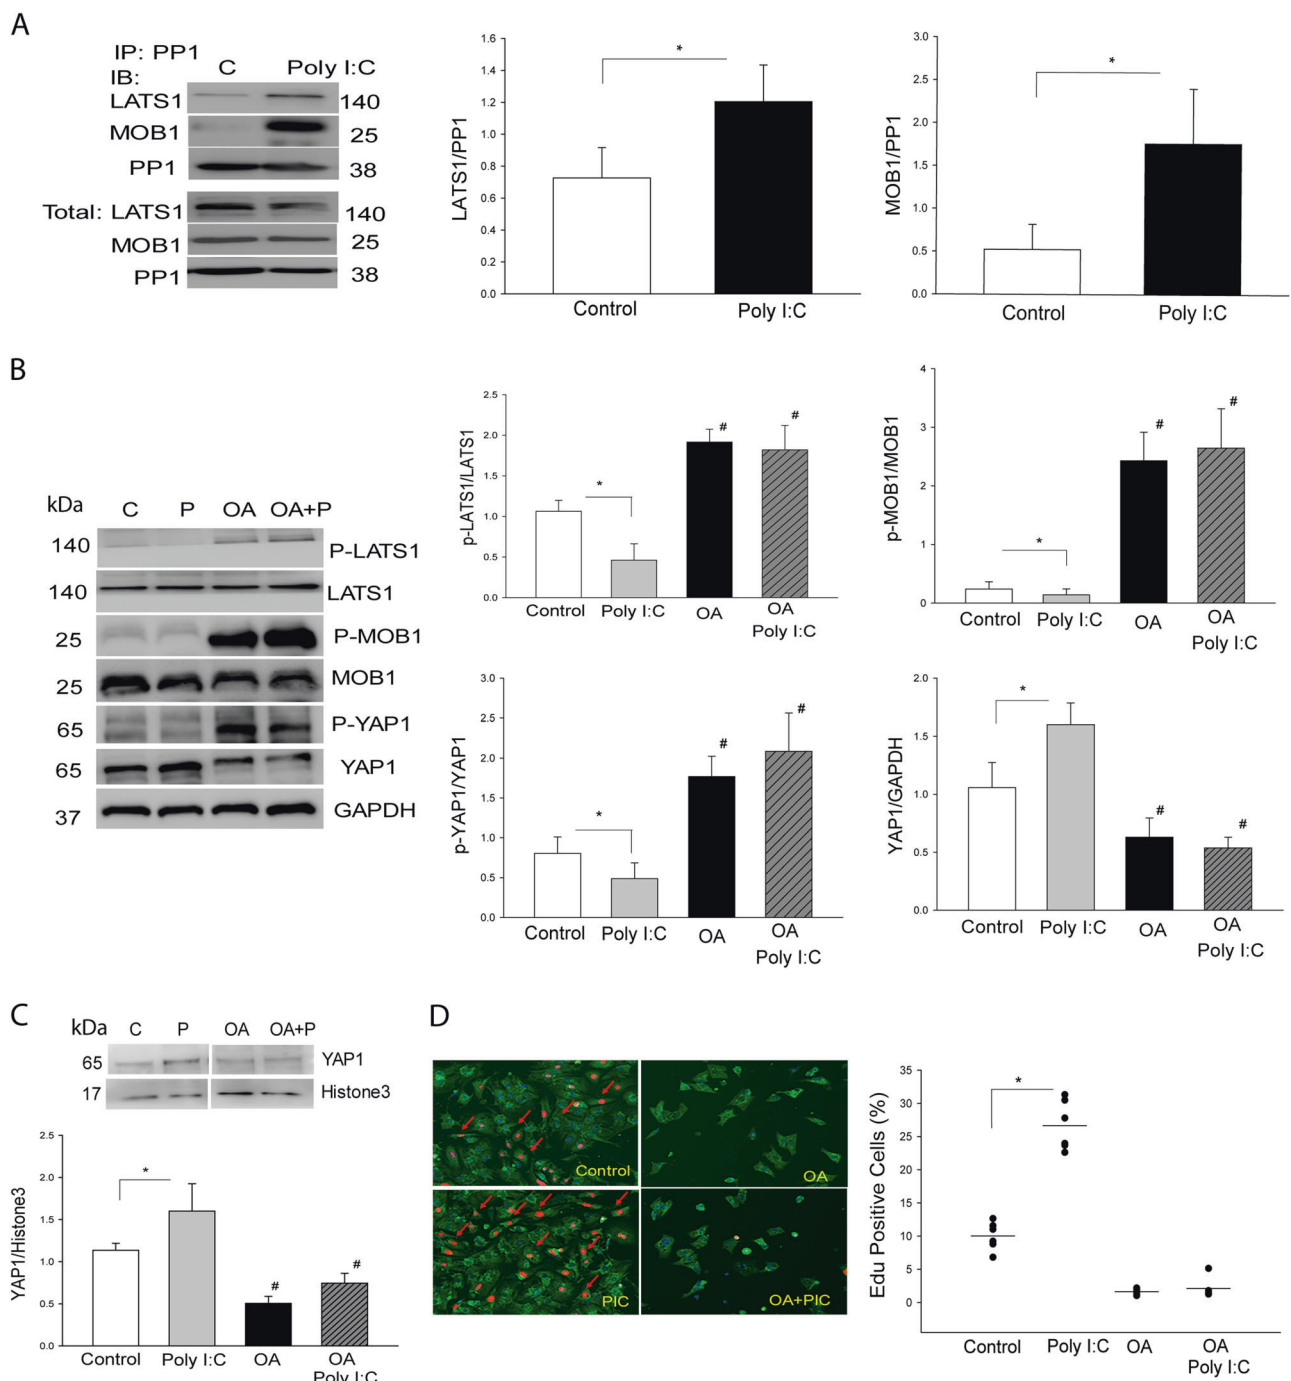 A
IP: PP1
IB:
C Poly I:C
LATS1 140
MOB1 25
PP1 38
Total: LATS1 140
MOB1 25
PP1 38
LATS1/PP1
1.6
1.4
1.2
1.0
0.8
0.6
0.4
0.2
0.0
*
Control Poly I:C
MOB1/PP1
3.0
2.5
2.0
1.5
1.0
0.5
0.0
*
Control Poly I:C
B
kDa C P OA OA+P
140 P-LATS1
140 LATS1
25 P-MOB1
25 MOB1
65 P-YAP1
65 YAP1
37 GAPDH
p-LATS1/LATS1
2.5
2.0
1.5
1.0
0.5
0.0
* # #
Control Poly I:C OA OA
Poly I:C
p-MOB1/MOB1
4
3
2
1
0
* # #
Control Poly I:C OA OA
Poly I:C
p-YAP1/YAP1
3.0
2.5
2.0
1.5
1.0
0.5
0.0
* # #
Control Poly I:C OA OA
Poly I:C
YAP1/GAPDH
2.0
1.5
1.0
0.5
0.0
* # #
Control Poly I:C OA OA
Poly I:C
C
kDa C P OA OA+P
65 YAP1
17 Histone3
YAP1/Histone3
2.5
2.0
1.5
1.0
0.5
0.0
* # #
Control Poly I:C OA OA
Poly I:C
D
Control OA
PIC OA+PIC
Edu Positive Cells (%)
35
30
25
20
15
10
5
0
*
Control Poly I:C OA OA
Poly I:C